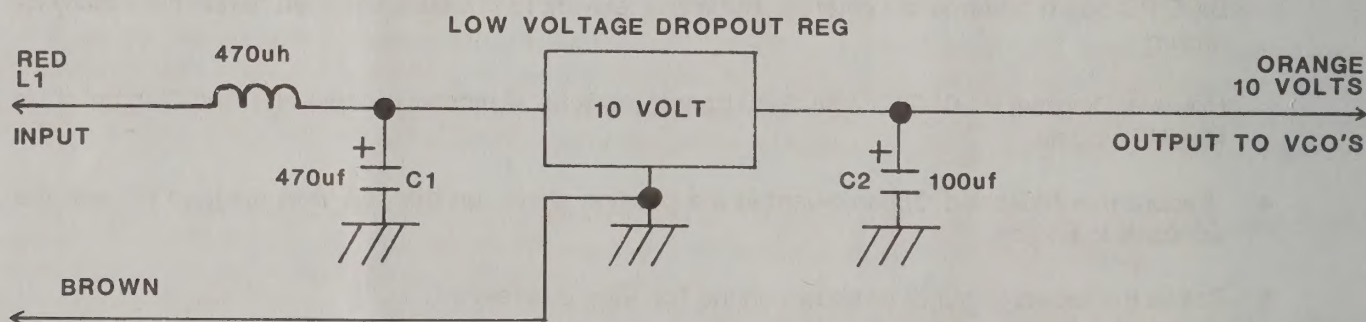 LOW VOLTAGE DROPOUT REG
RED
L1
470uh
INPUT
10 VOLT
ORANGE
10 VOLTS
OUTPUT TO VCO'S
+
470uf
C1
+
C2
100uf
BROWN